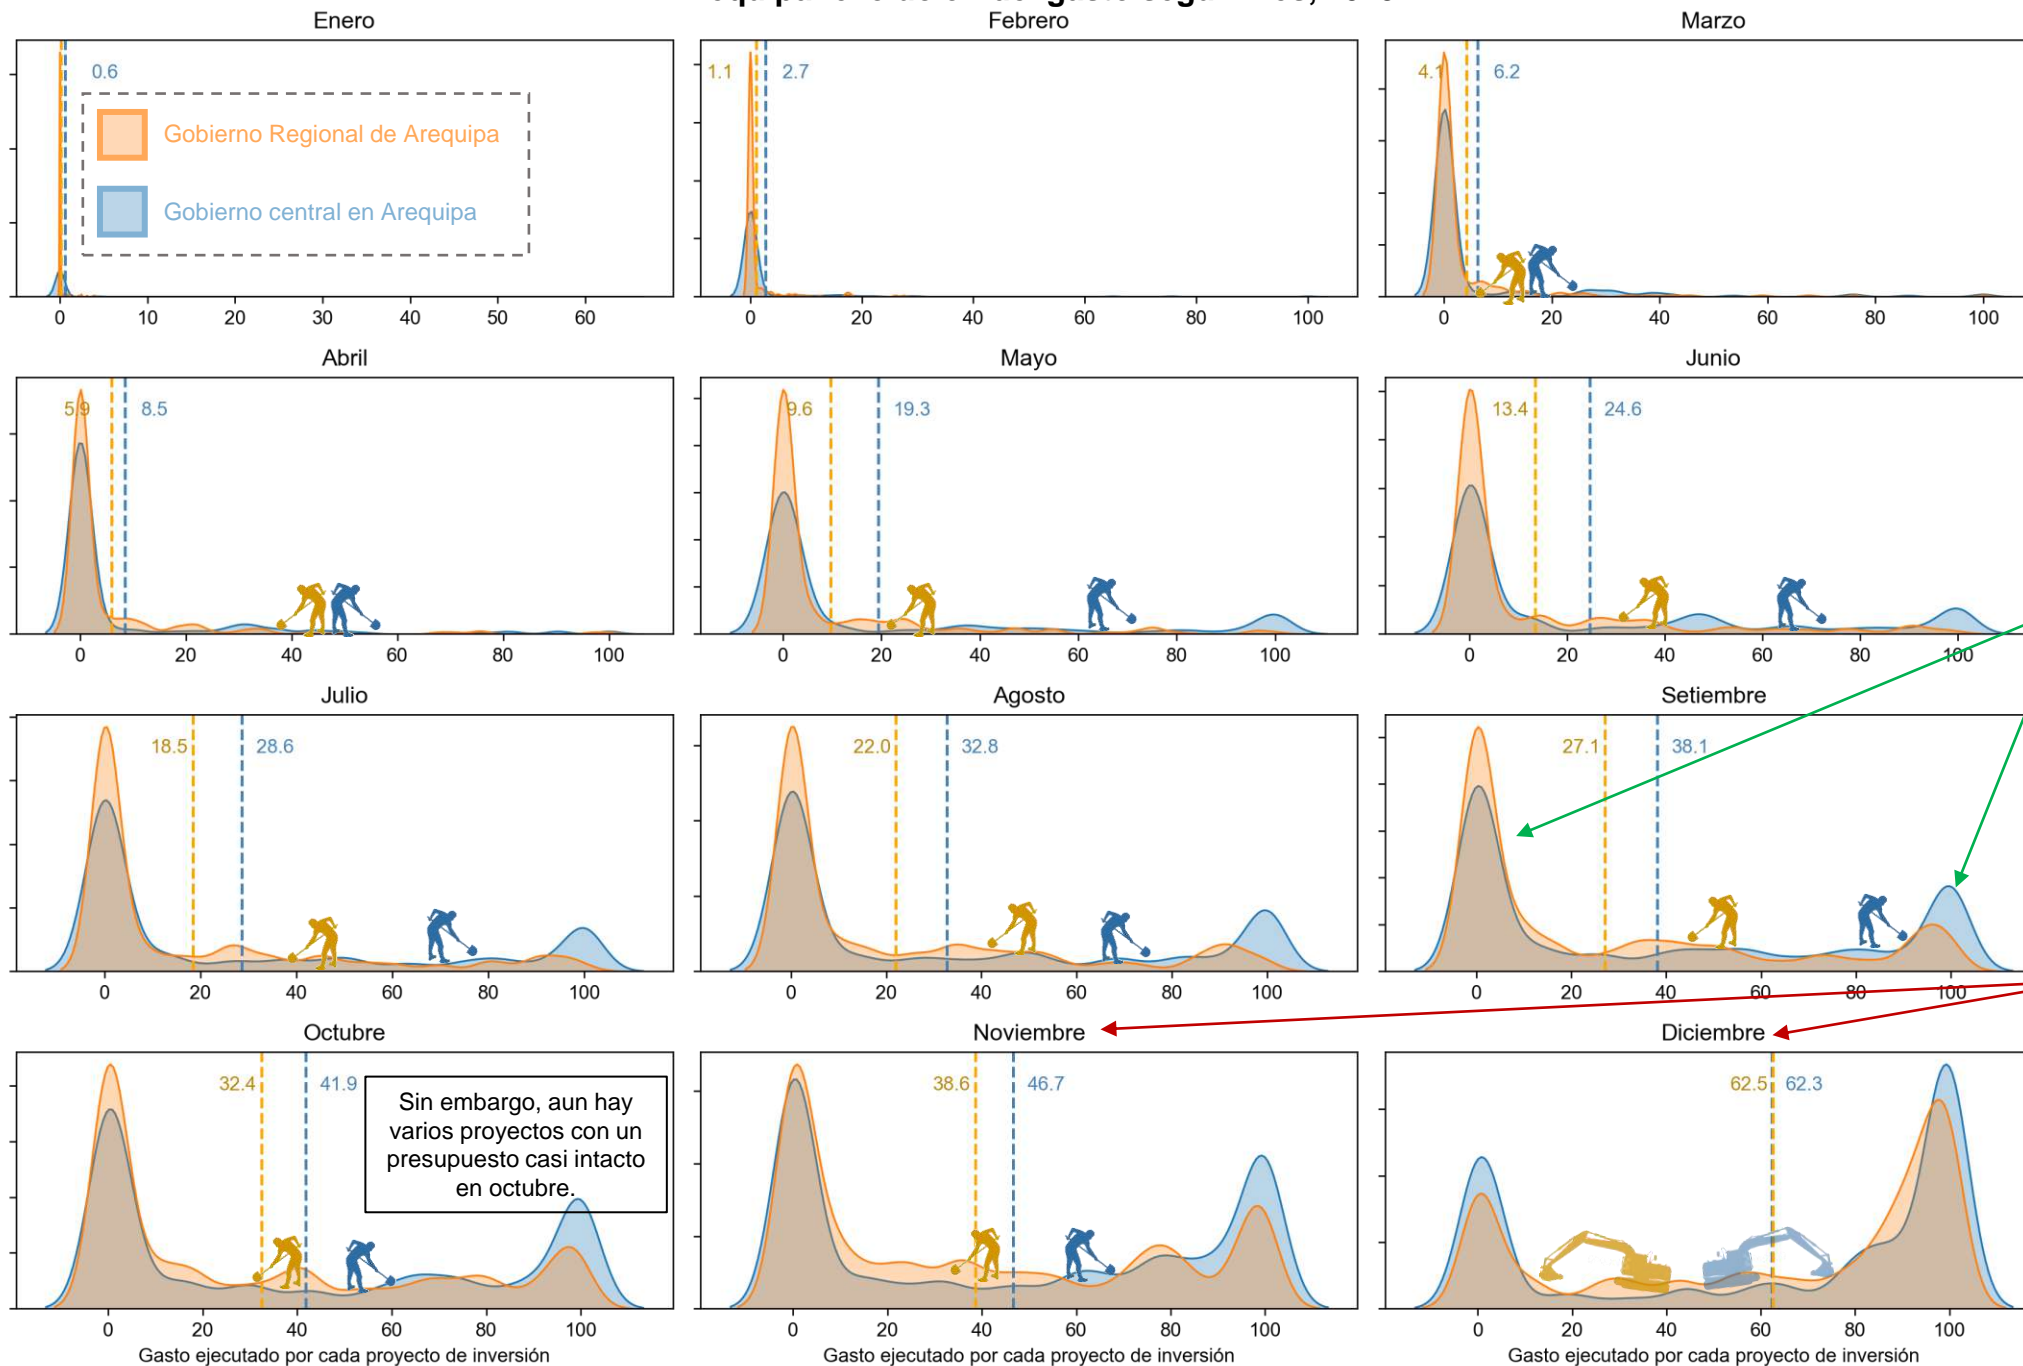 Enero
Febrero
Marzo
0.6
1.1
2.7
4.1
6.2
Gobierno Regional de Arequipa
Gobierno central en Arequipa
0 10 20 30 40 50 60
0 20 40 60 80 100
0 20 40 60 80 100
Abril
Mayo
Junio
5.9
8.5
9.6
19.3
13.4
24.6
0 20 40 60 80 100
0 20 40 60 80 100
0 20 40 60 80 100
Julio
Agosto
Setiembre
18.5
28.6
22.0
32.8
27.1
38.1
0 20 40 60 80 100
0 20 40 60 80 100
0 20 40 60 80 100
Octubre
Noviembre
Diciembre
32.4
41.9
38.6
46.7
62.5
62.3
Sin embargo, aun hay
varios proyectos con un
presupuesto casi intacto
en octubre.
0 20 40 60 80 100
0 20 40 60 80 100
0 20 40 60 80 100
Gasto ejecutado por cada proyecto de inversión
Gasto ejecutado por cada proyecto de inversión
Gasto ejecutado por cada proyecto de inversión